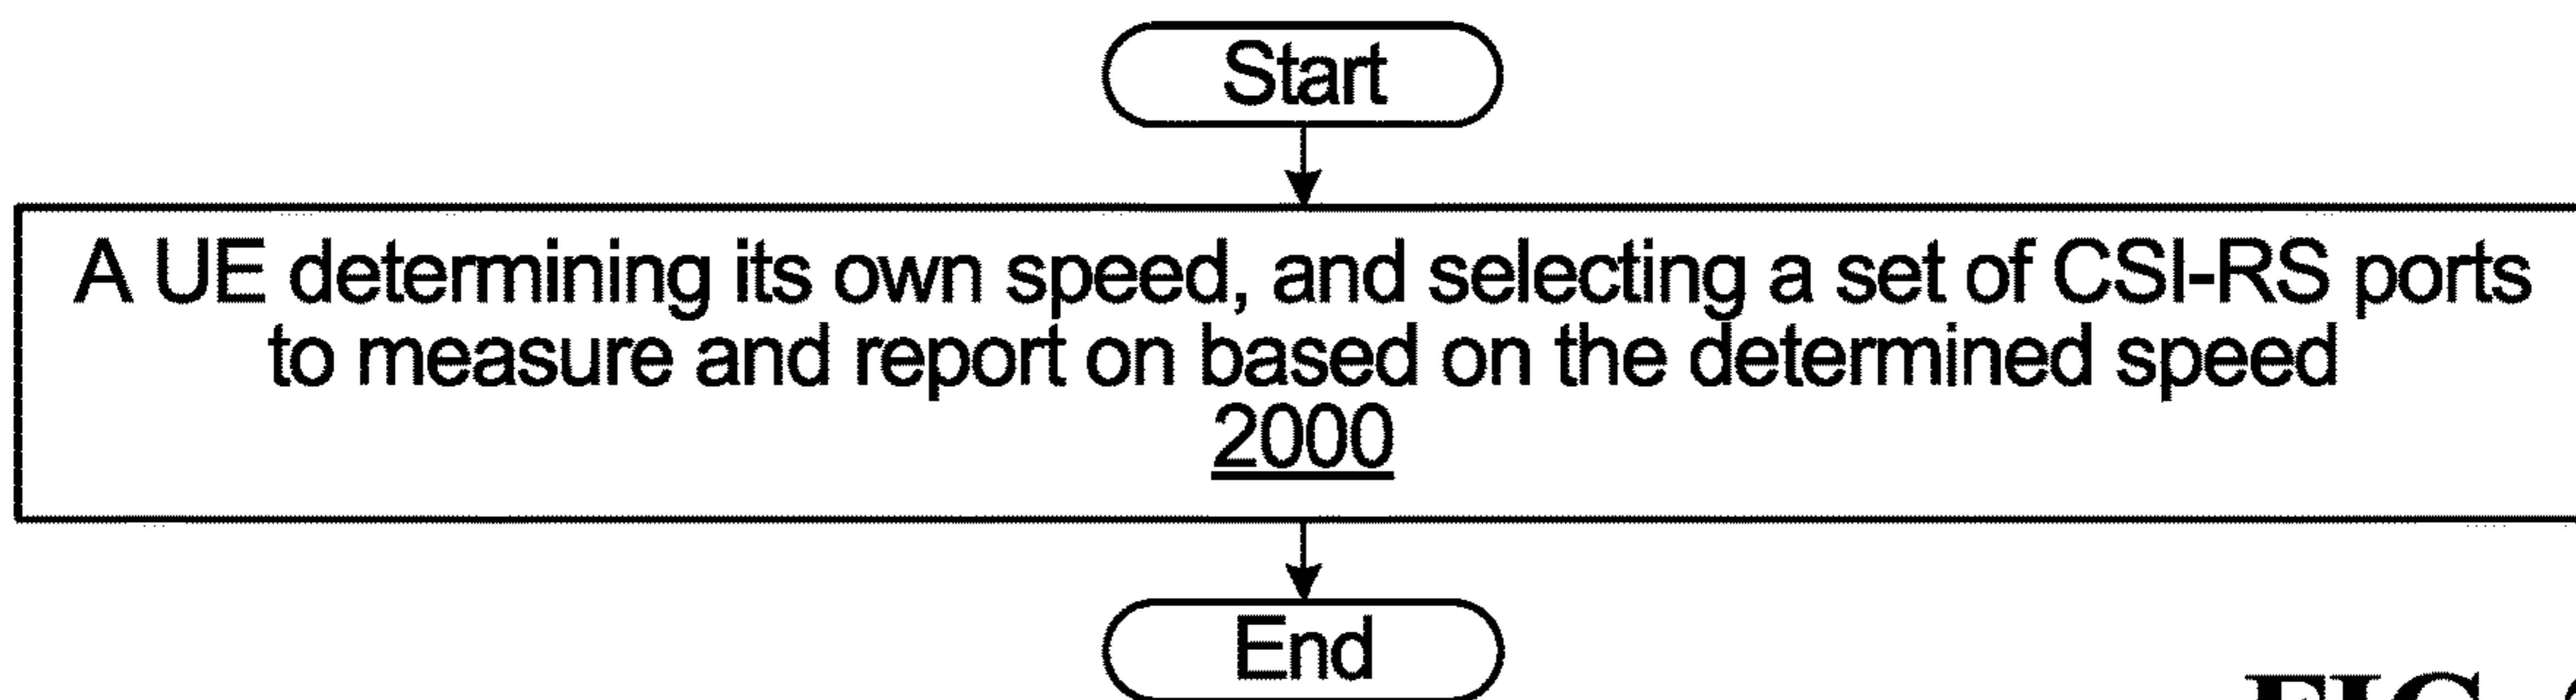 Start
A UE determining its own speed, and selecting a set of CSI-RS ports
to measure and report on based on the determined speed
2000
End
FIG